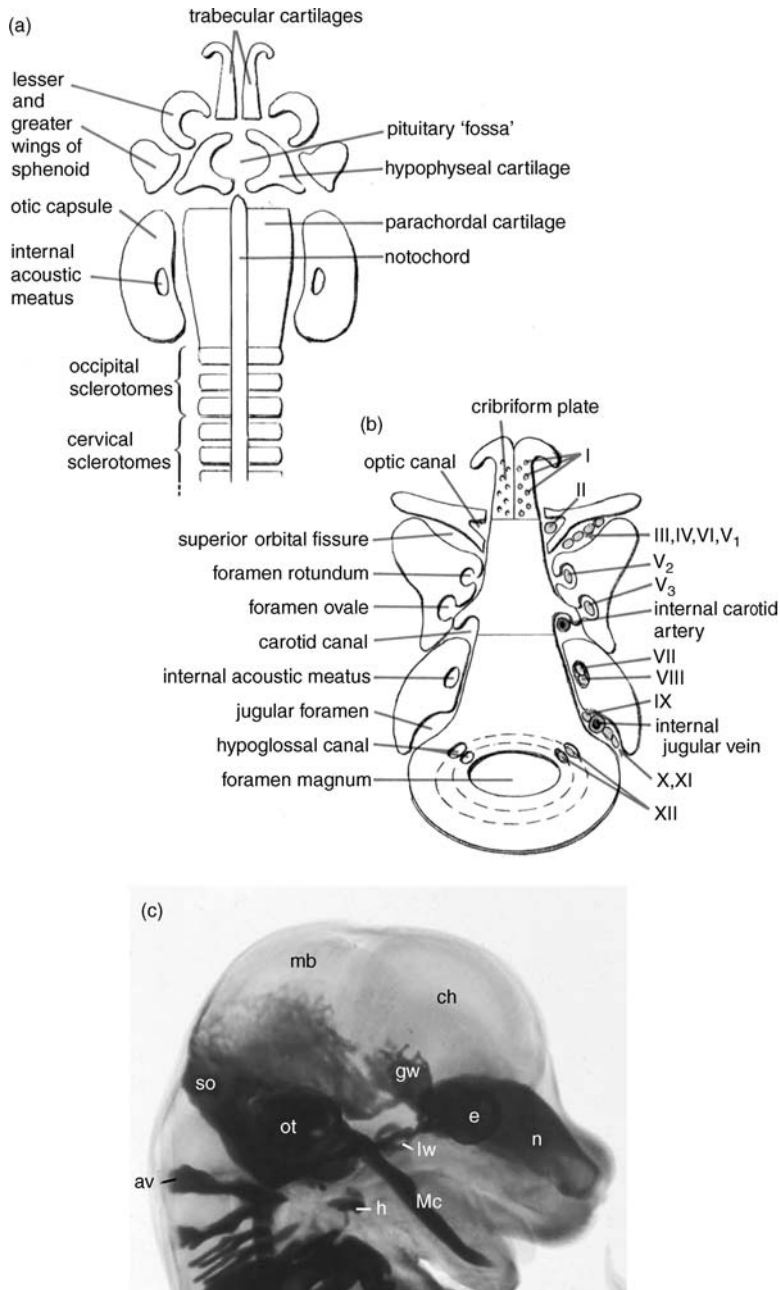 (a)
trabecular cartilages
lesser
and
greater
wings of
sphenoid
pituitary ‘fossa’
hypophyseal cartilage
otic capsule
parachordal cartilage
internal
acoustic
meatus
notochord
occipital
sclerotomes
cervical
sclerotomes
(b)
cribriform plate
I
optic canal
II
superior orbital fissure
III,IV,VI,V₁
foramen rotundum
V₂
foramen ovale
V₃
carotid canal
internal carotid
artery
internal acoustic meatus
VII
VIII
jugular foramen
IX
internal
jugular vein
hypoglossal canal
foramen magnum
X,XI
XII
(c)
mb
ch
gw
so
e
ot
n
lw
av
Mc
h